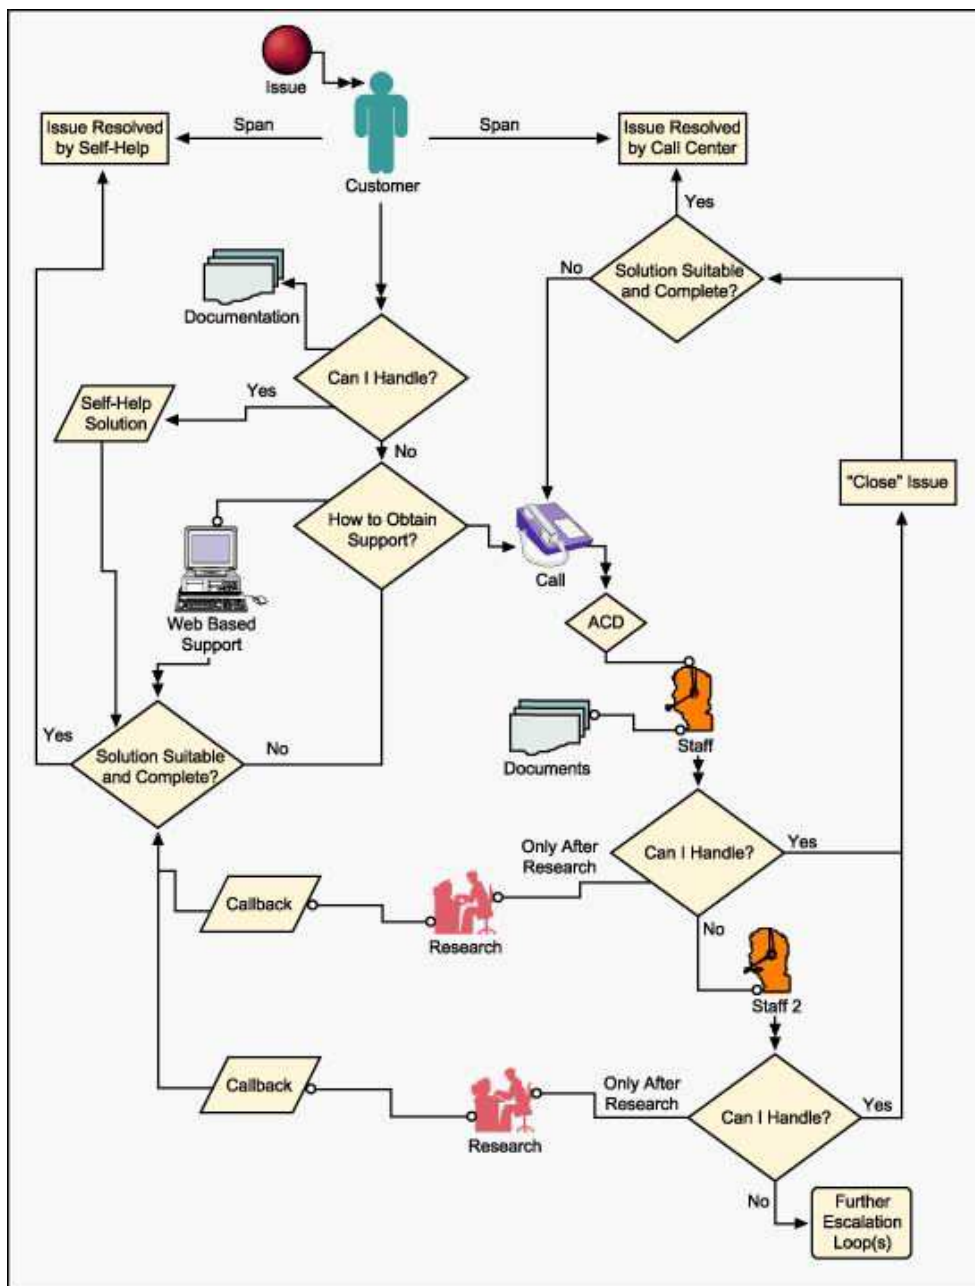 Issue
Issue Resolved
by Self-Help
Span
Span
Issue Resolved
by Call Center
Customer
Yes
No
Solution Suitable
and Complete?
Documentation
Can I Handle?
Yes
Self-Help
Solution
No
"Close" Issue
How to Obtain
Support?
Call
Web Based
Support
ACD
Yes
No
Solution Suitable
and Complete?
Staff
Documents
Only After
Research
Can I Handle?
Yes
Callback
Research
No
Staff 2
Callback
Research
Only After
Research
Can I Handle?
Yes
No
Further
Escalation
Loop(s)